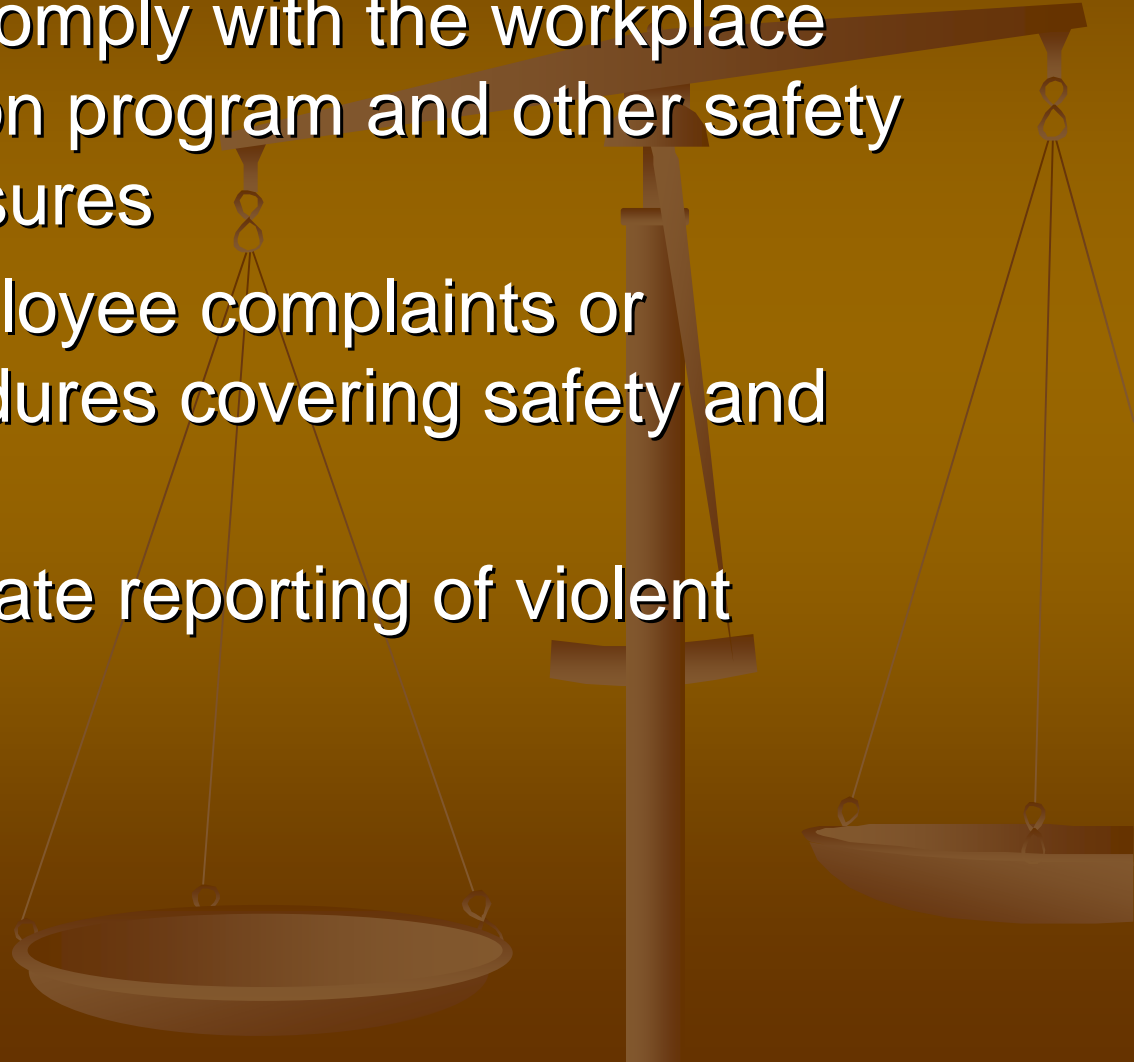 omply with the workplace
on program and other safety
sures
loyee complaints or
dures covering safety and
ate reporting of violent